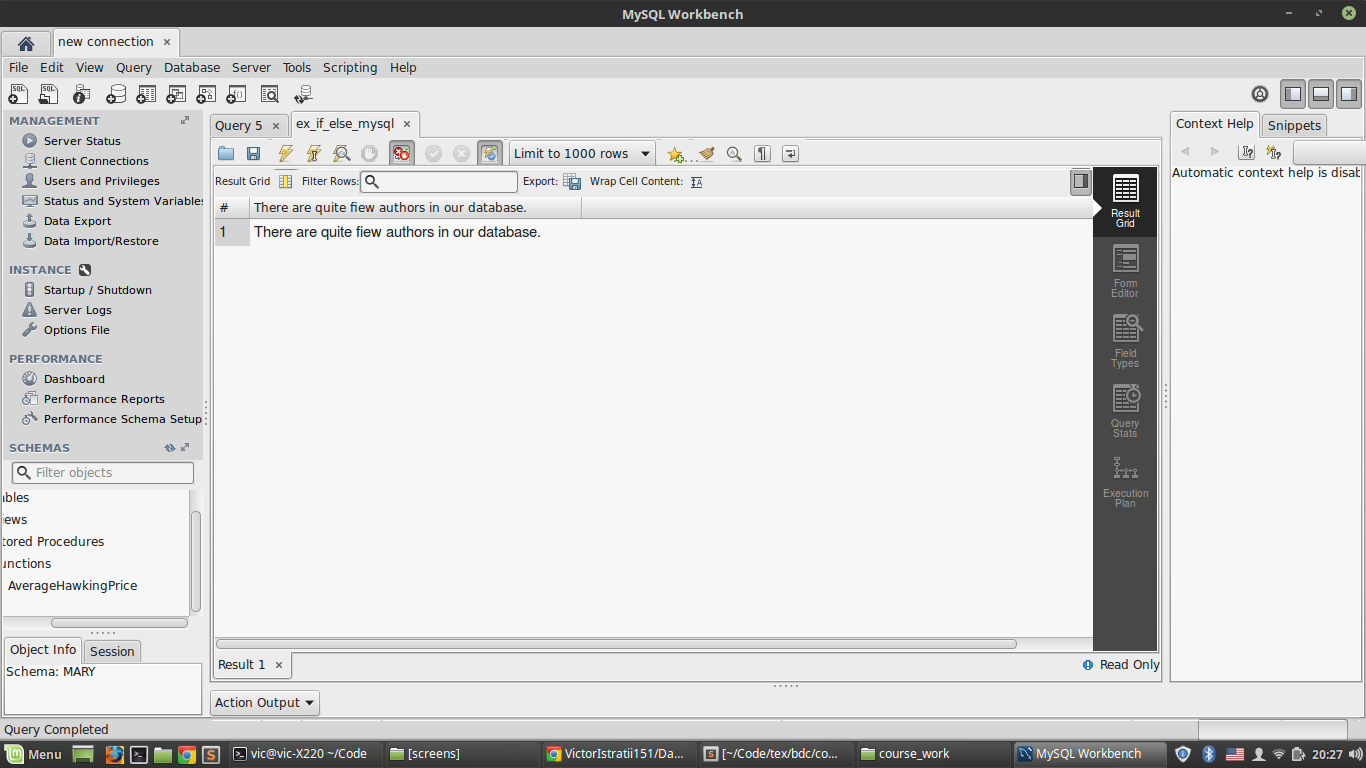 MySQL Workbench
new connection ×
File Edit View Query Database Server Tools Scripting Help
MANAGEMENT
Server Status
Client Connections
Users and Privileges
Status and System Variables
Data Export
Data Import/Restore
INSTANCE
Startup / Shutdown
Server Logs
Options File
PERFORMANCE
Dashboard
Performance Reports
Performance Schema Setup
SCHEMAS
Filter objects
ables
iews
tored Procedures
unctions
AverageHawkingPrice
Object Info Session
Schema: MARY
Query 5 × ex_if_else_mysql ×
Limit to 1000 rows
Result Grid Filter Rows: Export: Wrap Cell Content:
# There are quite fiew authors in our database.
1 There are quite fiew authors in our database.
Result
Grid
Form
Editor
Field
Types
Query
Stats
Execution
Plan
Result 1 × Read Only
Action Output
Context Help Snippets
Automatic context help is disab
Query Completed
Menu vic@vic-X220 ~/Code [screens] VictorIstratii151/Da... [~/Code/tex/bdc/co... course_work MySQL Workbench 20:27